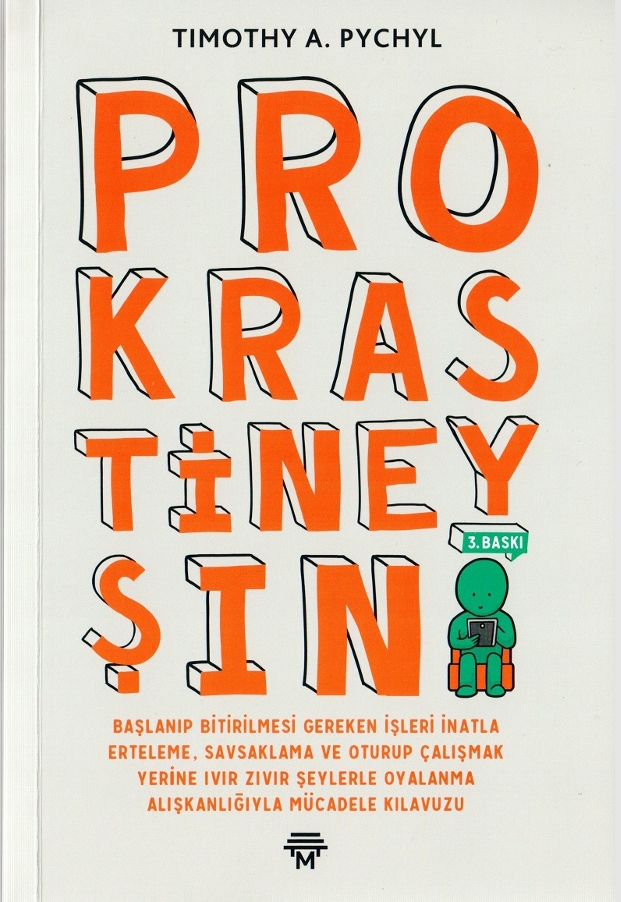 TIMOTHY A. PYCHYL
PRO
KRAS
TİNEY
ŞIN
3. BASKI
BAŞLANIP BİTİRİLMESİ GEREKEN İŞLERİ İNATLA
ERTELEME, SAVSAKLAMA VE OTURUP ÇALIŞMAK
YERİNE IVIR ZIVIR ŞEYLERLE OYALANMA
ALIŞKANLIĞIYLA MÜCADELE KILAVUZU
M